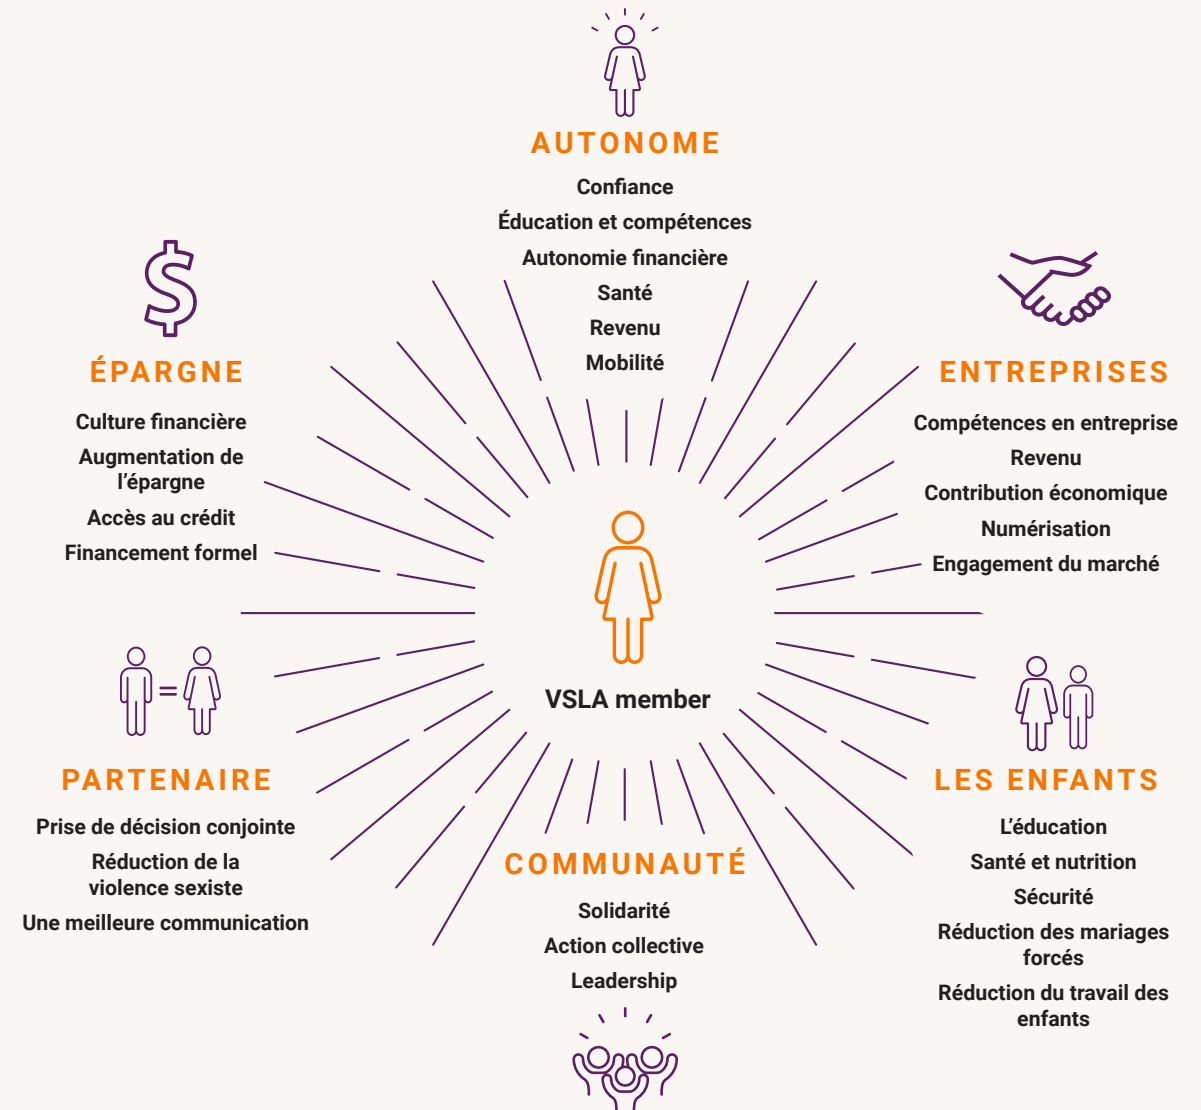 AUTONOME
Confiance
Éducation et compétences
Autonomie financière
Santé
Revenu
Mobilité
ÉPARGNE
Culture financière
Augmentation de
l'épargne
Accès au crédit
Financement formel
ENTREPRISES
Compétences en entreprise
Revenu
Contribution économique
Numérisation
Engagement du marché
VSLA member
PARTENAIRE
Prise de décision conjointe
Réduction de la
violence sexiste
Une meilleure communication
COMMUNAUTÉ
Solidarité
Action collective
Leadership
LES ENFANTS
L'éducation
Santé et nutrition
Sécurité
Réduction des mariages
forcés
Réduction du travail des
enfants